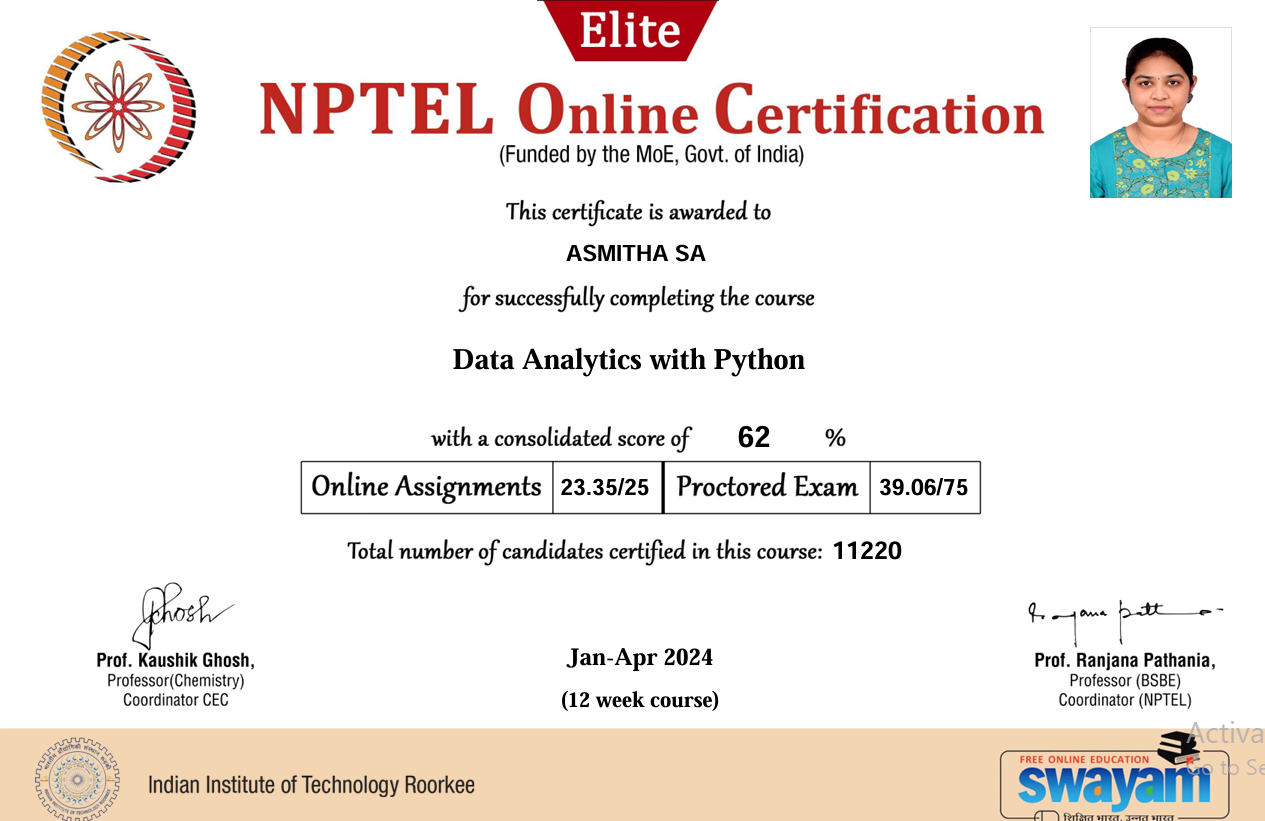 Elite
NPTEL Online Certification
(Funded by the MoE, Govt. of India)
This certificate is awarded to
ASMITHA SA
for successfully completing the course
Data Analytics with Python
with a consolidated score of 62 %
Online Assignments 23.35/25 Proctored Exam 39.06/75
Total number of candidates certified in this course: 11220
Prof. Kaushik Ghosh,
Professor(Chemistry)
Coordinator CEC
Jan-Apr 2024
(12 week course)
Prof. Ranjana Pathania,
Professor (BSBE)
Coordinator (NPTEL)
Indian Institute of Technology Roorkee
FREE ONLINE EDUCATION
swayam
शिक्षित भारत, उन्नत भारत
Activa
Go to Se